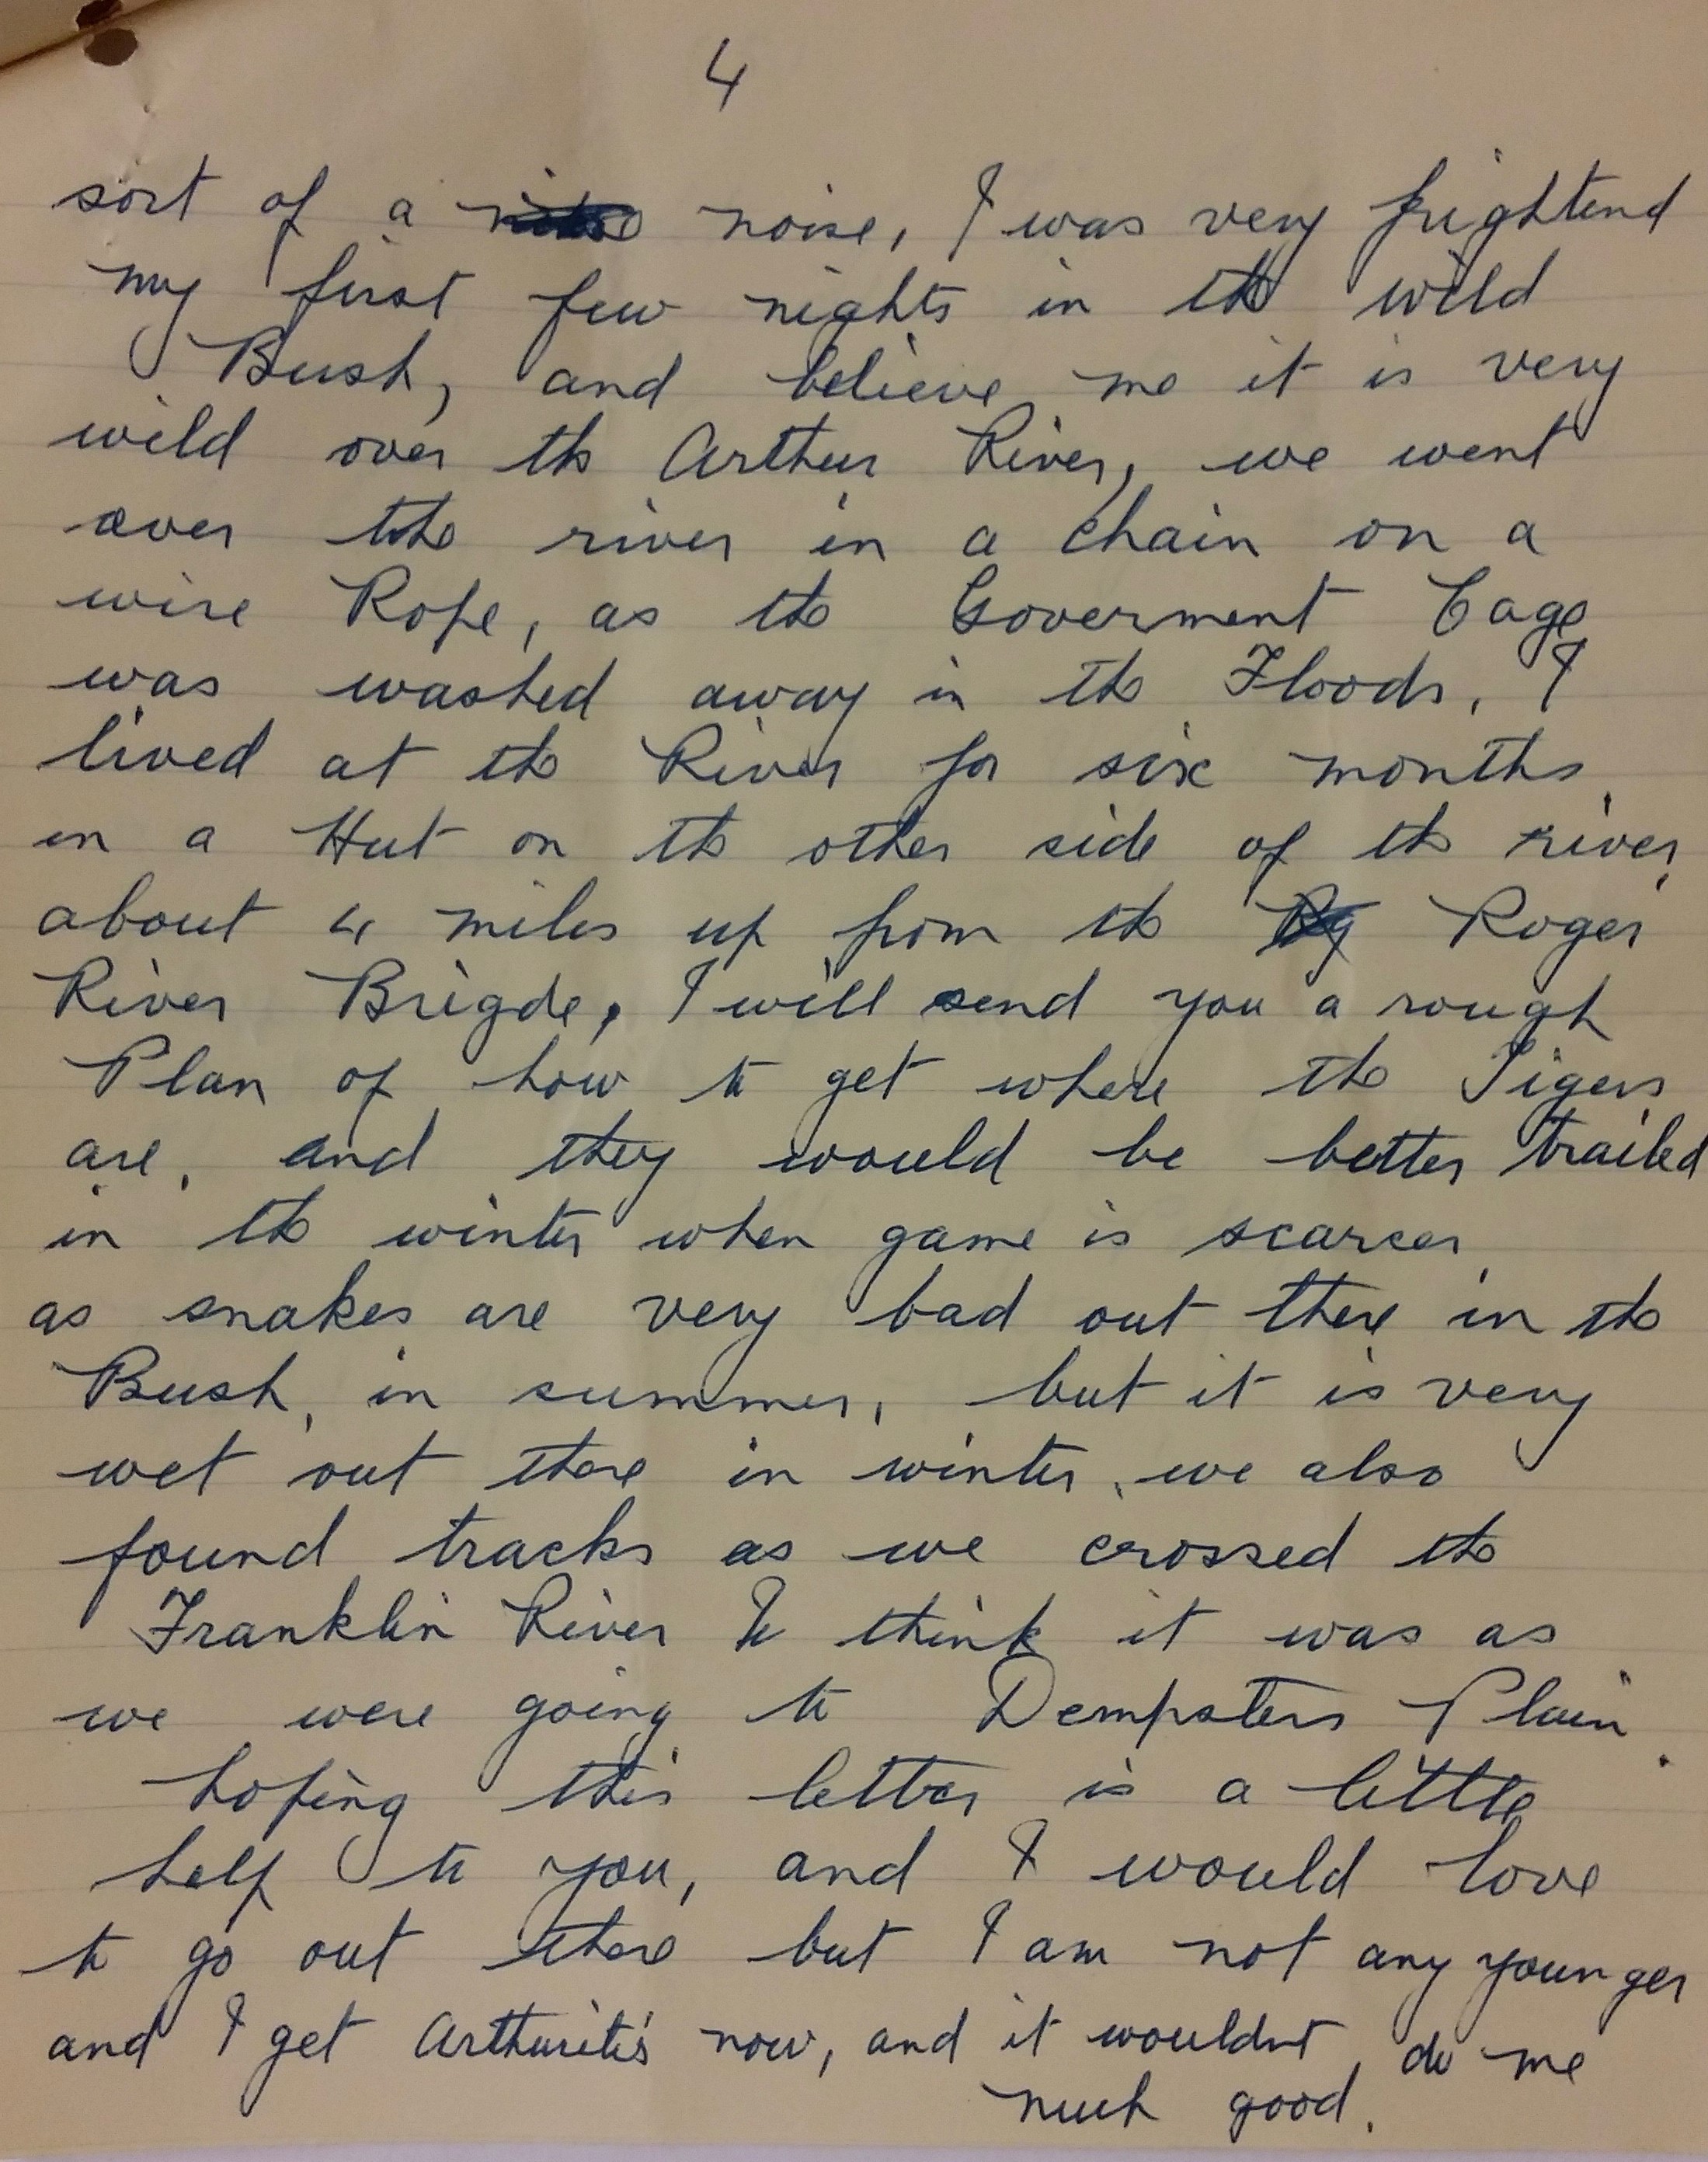 4
sort of a noise, I was very frightend
my first few nights in the wild
Bush, and believe me it is very
wild over the Arthur River, we went
over the river in a chain on a
wire Rope, as the Goverment Cage
was washed away in the Floods, I
lived at the River for six months
in a Hut on the other side of the river,
about 4 miles up from the Roger
River Brigde, I will send you a rough
Plan of how to get where the Tigers
are, and they would be better trailed
in the winter when game is scarcer,
as snakes are very bad out there in the
Bush, in summer, but it is very
wet out there in winter, we also
found tracks as we crossed the
Franklin River I think it was as
we were going to Dempsters Plain.
hoping this letter is a little
help to you, and I would love
to go out there but I am not any younger
and I get Arthuritis now, and it wouldnt do me
much good.